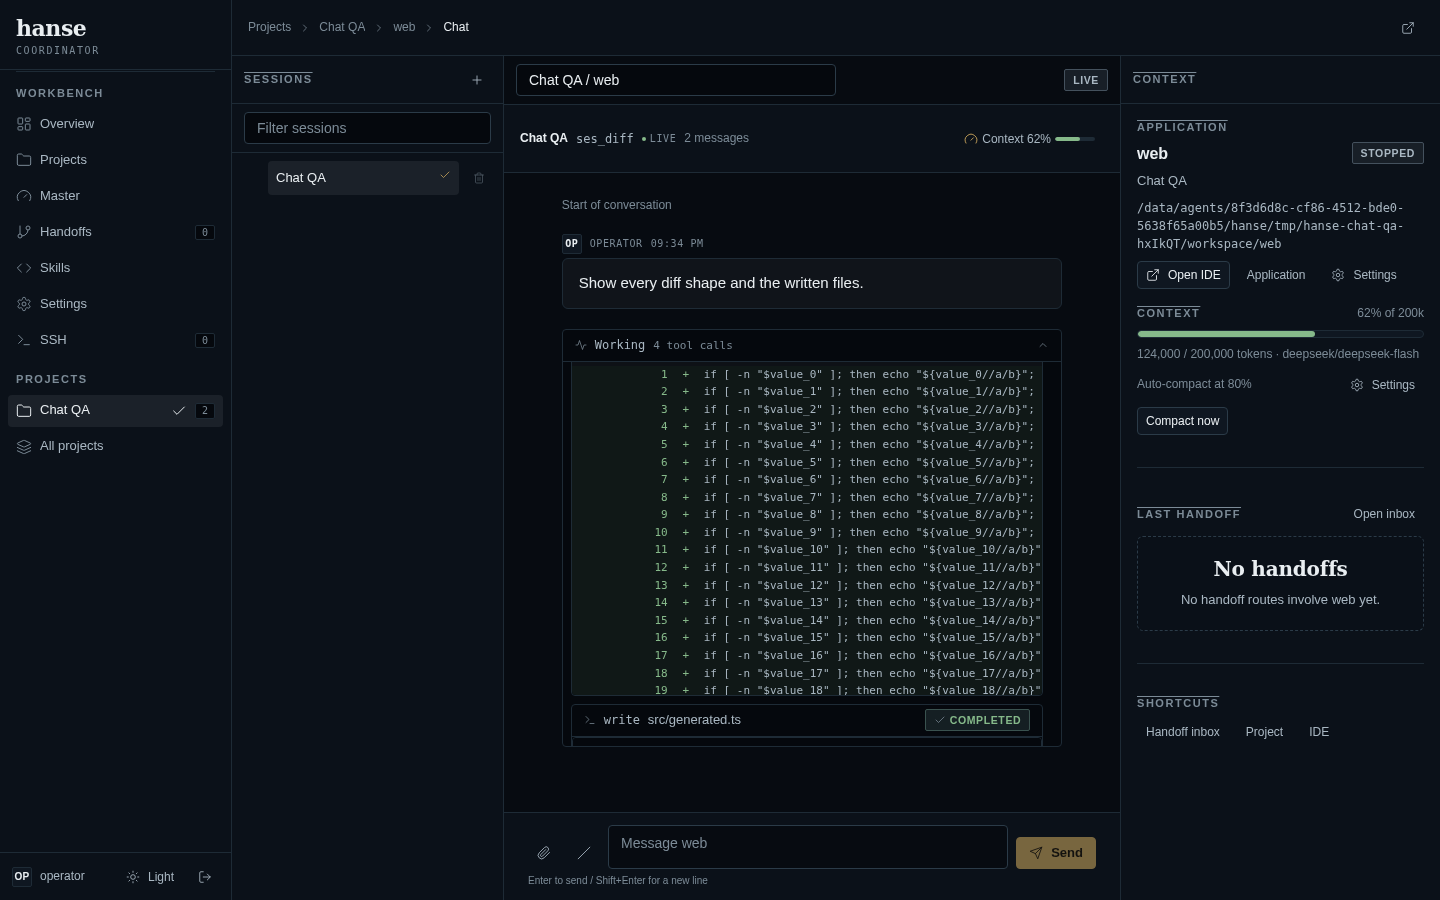 hanse
COORDINATOR
WORKBENCH
Overview
Projects
Master
Handoffs 0
Skills
Settings
SSH 0
PROJECTS
Chat QA 2
All projects
OP operator Light
Projects Chat QA web Chat
SESSIONS
Filter sessions
Chat QA
Chat QA / web LIVE
Chat QA ses_diff LIVE 2 messages Context 62%
Start of conversation
OP OPERATOR 09:34 PM
Show every diff shape and the written files.
Working 4 tool calls
1 + if [ -n "$value_0" ]; then echo "${value_0//a/b}";
2 + if [ -n "$value_1" ]; then echo "${value_1//a/b}";
3 + if [ -n "$value_2" ]; then echo "${value_2//a/b}";
4 + if [ -n "$value_3" ]; then echo "${value_3//a/b}";
5 + if [ -n "$value_4" ]; then echo "${value_4//a/b}";
6 + if [ -n "$value_5" ]; then echo "${value_5//a/b}";
7 + if [ -n "$value_6" ]; then echo "${value_6//a/b}";
8 + if [ -n "$value_7" ]; then echo "${value_7//a/b}";
9 + if [ -n "$value_8" ]; then echo "${value_8//a/b}";
10 + if [ -n "$value_9" ]; then echo "${value_9//a/b}";
11 + if [ -n "$value_10" ]; then echo "${value_10//a/b}"
12 + if [ -n "$value_11" ]; then echo "${value_11//a/b}"
13 + if [ -n "$value_12" ]; then echo "${value_12//a/b}"
14 + if [ -n "$value_13" ]; then echo "${value_13//a/b}"
15 + if [ -n "$value_14" ]; then echo "${value_14//a/b}"
16 + if [ -n "$value_15" ]; then echo "${value_15//a/b}"
17 + if [ -n "$value_16" ]; then echo "${value_16//a/b}"
18 + if [ -n "$value_17" ]; then echo "${value_17//a/b}"
19 + if [ -n "$value_18" ]; then echo "${value_18//a/b}"
write src/generated.ts COMPLETED
Message web
Send
Enter to send / Shift+Enter for a new line
CONTEXT
APPLICATION
web STOPPED
Chat QA
/data/agents/8f3d6d8c-cf86-4512-bde0-
5638f65a00b5/hanse/tmp/hanse-chat-qa-
hxIkQT/workspace/web
Open IDE Application Settings
CONTEXT 62% of 200k
124,000 / 200,000 tokens · deepseek/deepseek-flash
Auto-compact at 80% Settings
Compact now
LAST HANDOFF Open inbox
No handoffs
No handoff routes involve web yet.
SHORTCUTS
Handoff inbox Project IDE